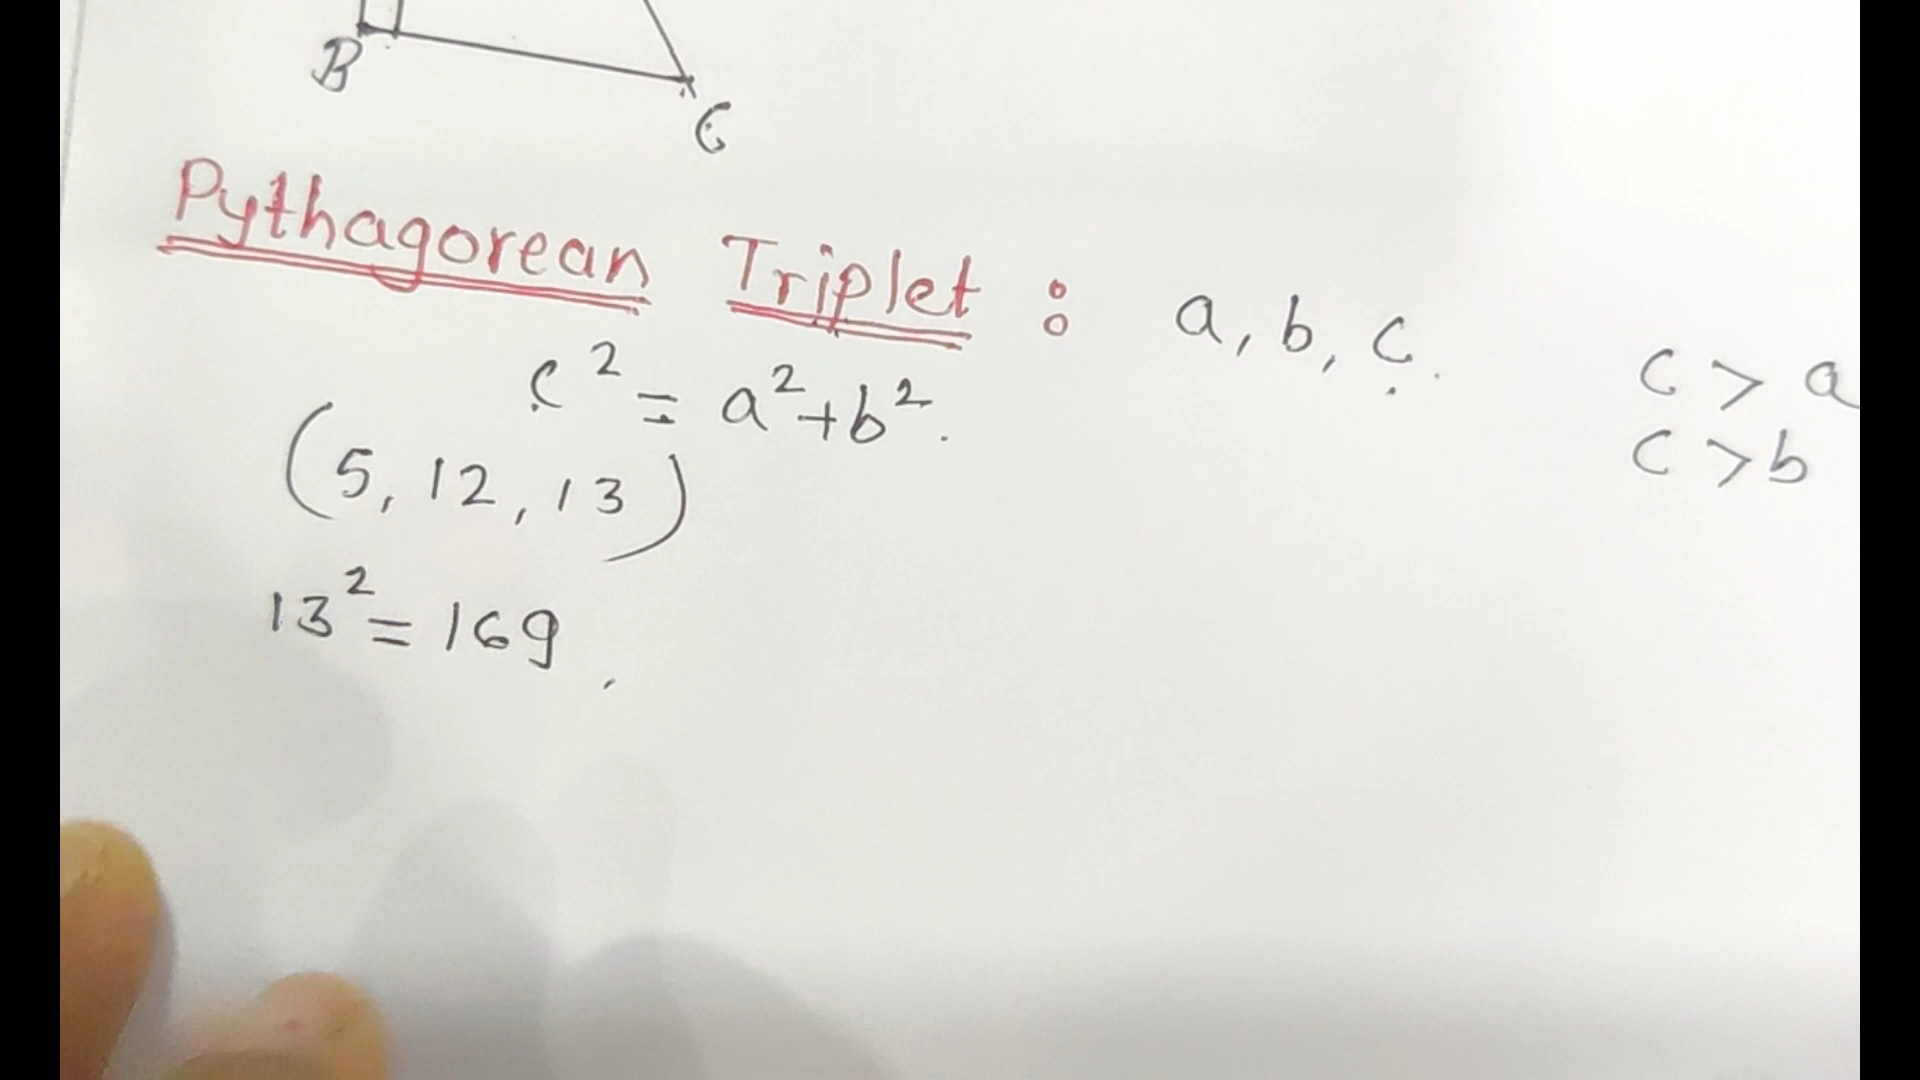 B
C
Pythagorean Triplet : a, b, c.
c > a
c² = a² + b².
c > b
(5, 12, 13)
13² = 169,